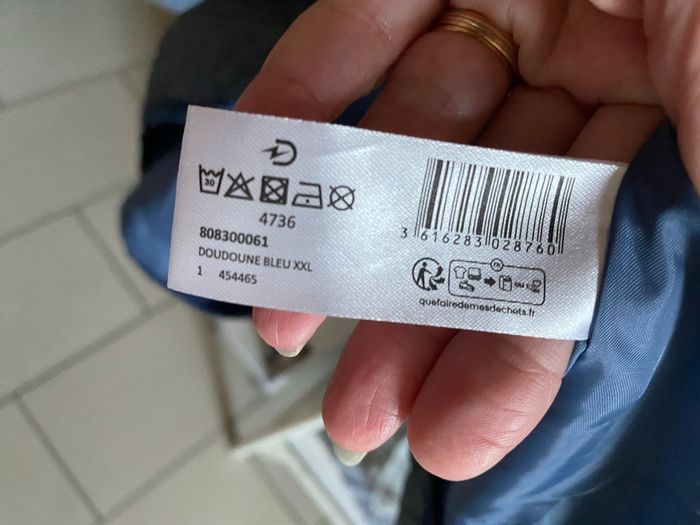 30
4736
808300061
DOUDOUNE BLEU XXL
1 454465
3 616283 028760
FR
quefairedemesdechets.fr